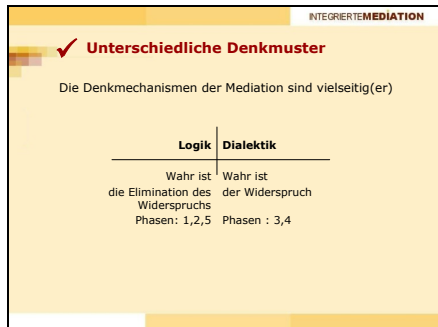 INTEGRIERTEMEDIATION
Unterschiedliche Denkmuster
Die Denkmechanismen der Mediation sind vielseitig(er)
Logik Dialektik
Wahr ist Wahr ist
die Elimination des der Widerspruch
Widerspruchs
Phasen: 1,2,5 Phasen : 3,4